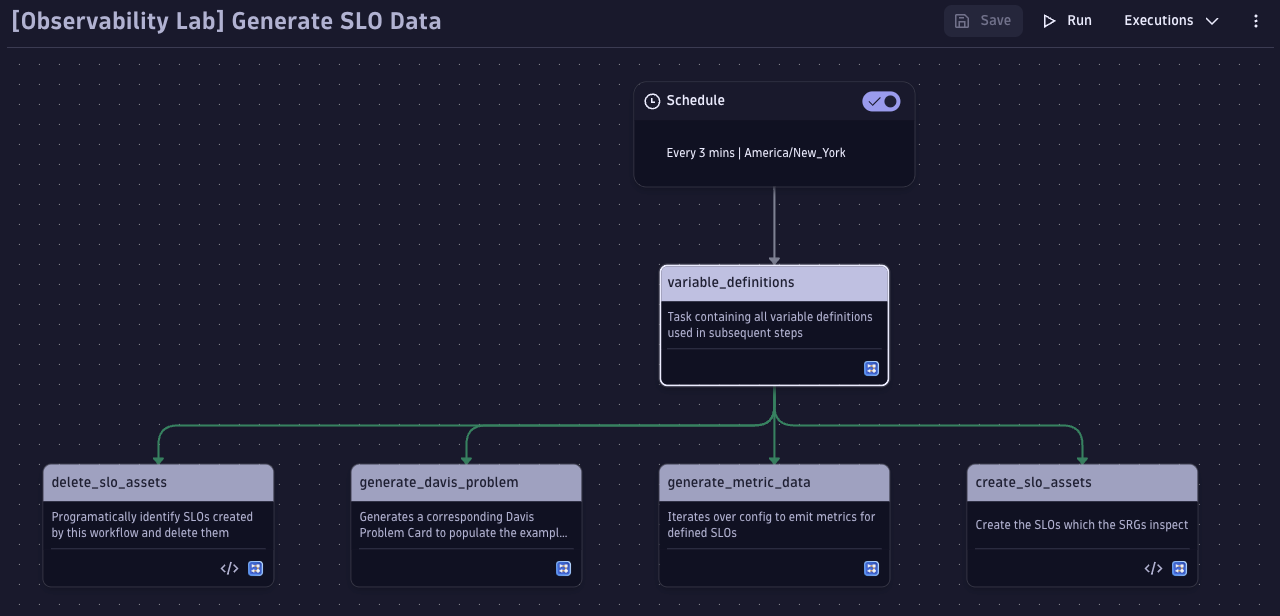 [Observability Lab] Generate SLO Data
Save
Run
Executions
Schedule
Every 3 mins | America/New_York
variable_definitions
Task containing all variable definitions
used in subsequent steps
delete_slo_assets
Programatically identify SLOs created
by this workflow and delete them
</>
generate_davis_problem
Generates a corresponding Davis
Problem Card to populate the exampl...
generate_metric_data
Iterates over config to emit metrics for
defined SLOs
create_slo_assets
Create the SLOs which the SRGs inspect
</>